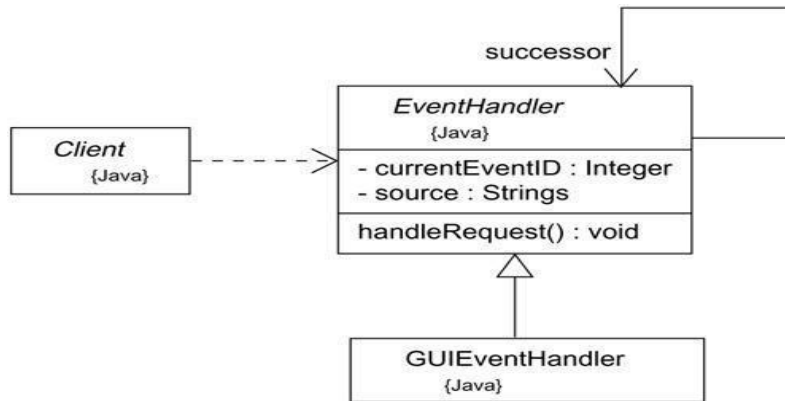 successor
EventHandler
{Java}
Client
{Java}
- currentEventID : Integer
- source : Strings
handleRequest() : void
GUIEventHandler
{Java}